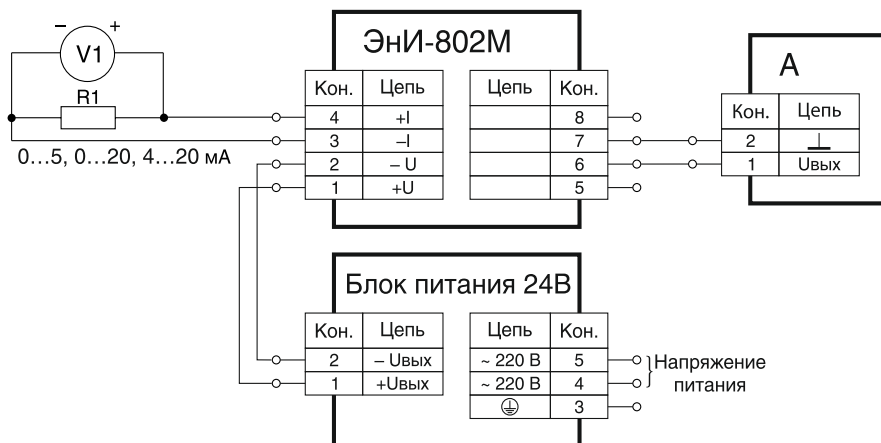 – +
V1
R1
0...5, 0...20, 4...20 мА
ЭнИ-802М
Кон. Цепь Цепь Кон.
4 +I 8
3 –I 7
2 – U 6
1 +U 5
А
Кон. Цепь
2 ⊥
1 Uвых
Блок питания 24В
Кон. Цепь Цепь Кон.
2 – Uвых ~ 220 В 5
1 +Uвых ~ 220 В 4
3
Напряжение
питания